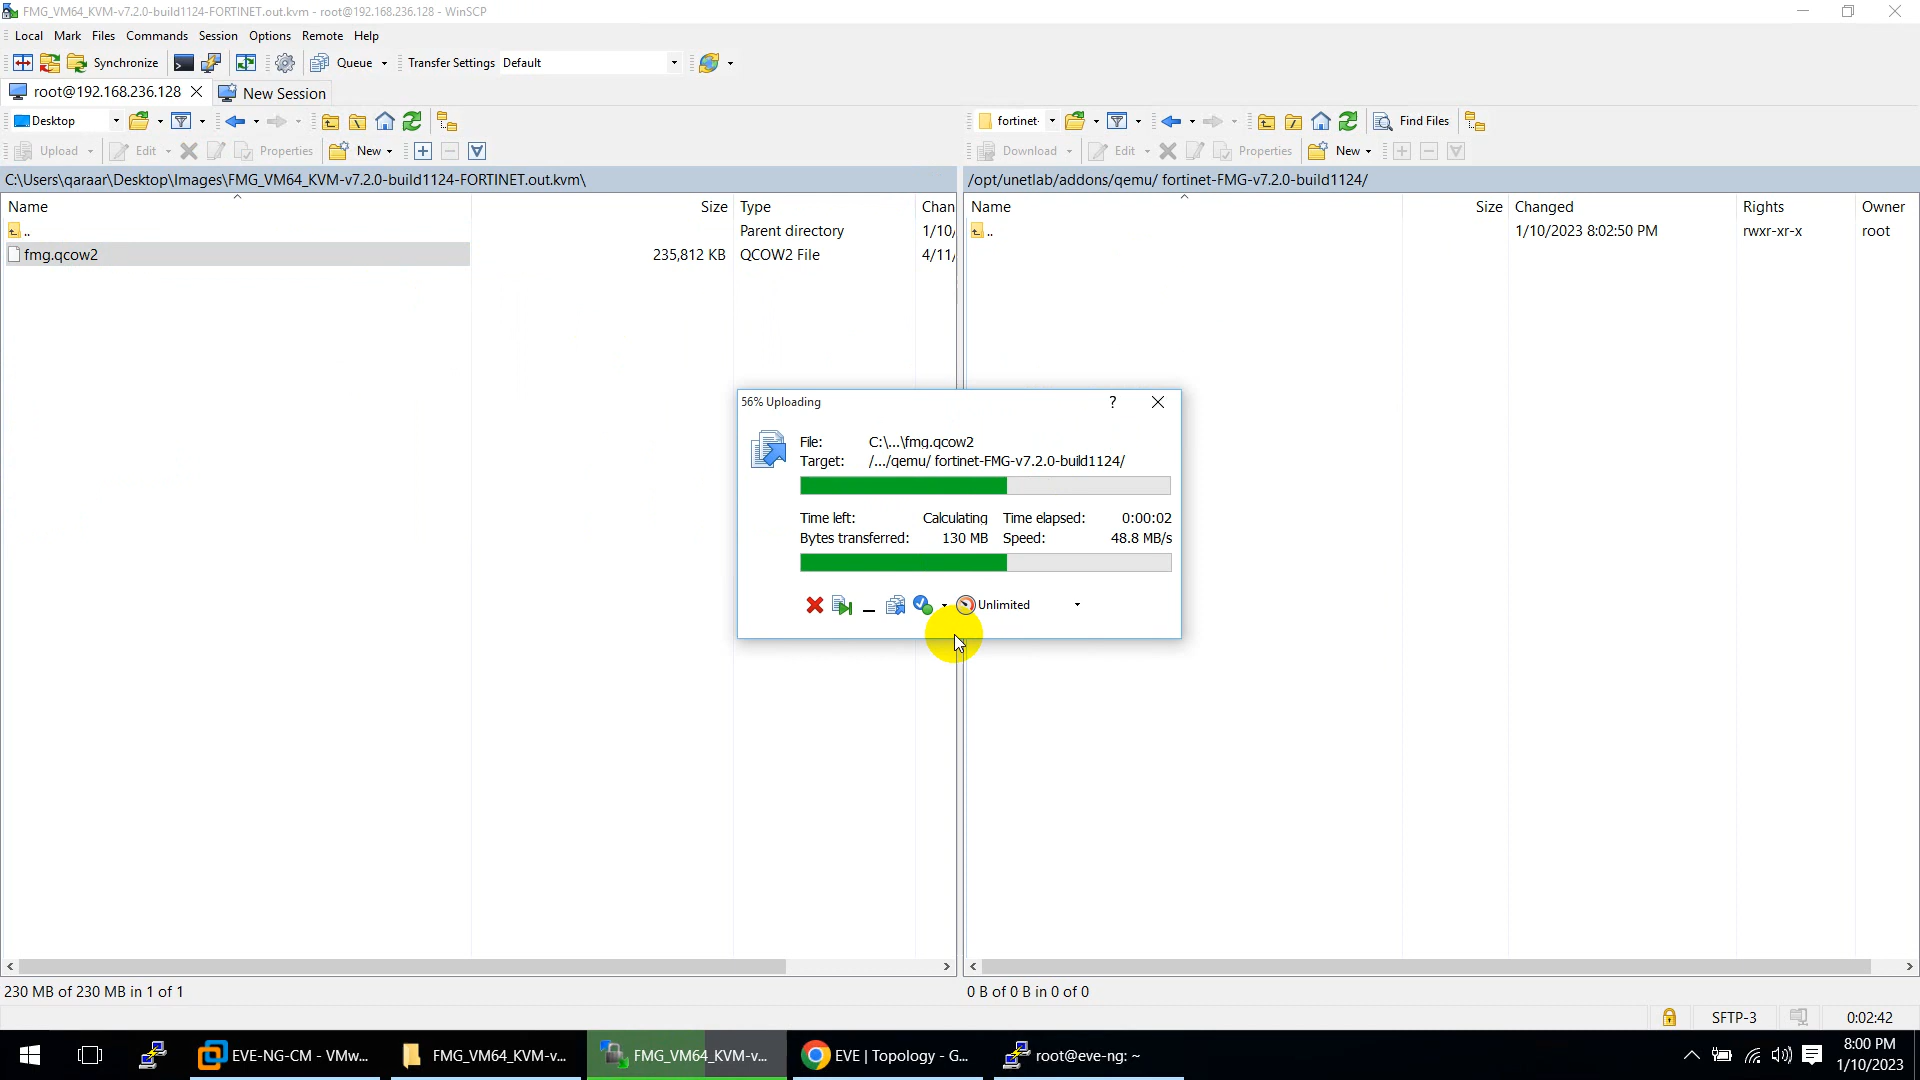 FMG_VM64_KVM-v7.2.0-build1124-FORTINET.out.kvm - root@192.168.236.128 - WinSCP
Local Mark Files Commands Session Options Remote Help
Synchronize Queue Transfer Settings Default
root@192.168.236.128 New Session
Desktop fortinet- Find Files
Upload Edit Properties New Download Edit Properties New
C:\Users\qaraar\Desktop\Images\FMG_VM64_KVM-v7.2.0-build1124-FORTINET.out.kvm\ /opt/unetlab/addons/qemu/ fortinet-FMG-v7.2.0-build1124/
Name Size Type Chan Name Size Changed Rights Owner
.. Parent directory 1/10/ .. 1/10/2023 8:02:50 PM rwxr-xr-x root
fmg.qcow2 235,812 KB QCOW2 File 4/11/
56% Uploading ?
File: C:\...\fmg.qcow2
Target: /.../qemu/ fortinet-FMG-v7.2.0-build1124/
Time left: Calculating Time elapsed: 0:00:02
Bytes transferred: 130 MB Speed: 48.8 MB/s
Unlimited
230 MB of 230 MB in 1 of 1 0 B of 0 B in 0 of 0
SFTP-3 0:02:42
EVE-NG-CM - VMw... FMG_VM64_KVM-v... FMG_VM64_KVM-v... EVE | Topology - G... root@eve-ng: ~ 8:00 PM
1/10/2023